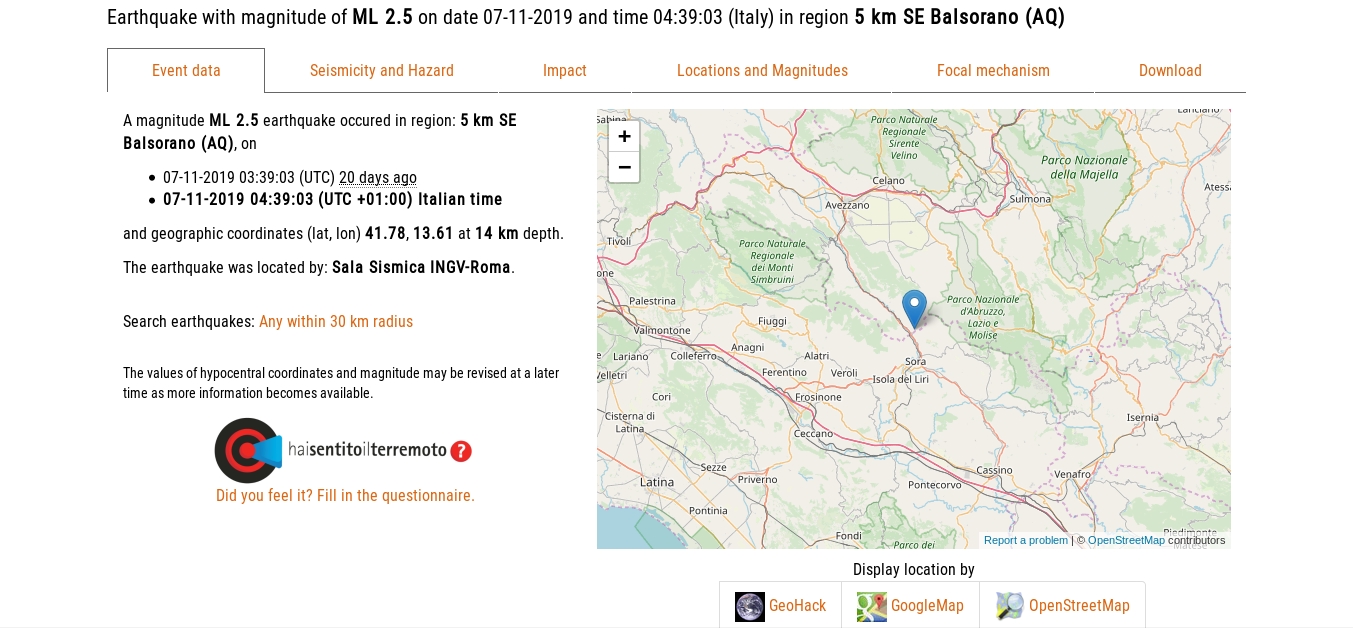 Earthquake with magnitude of ML 2.5 on date 07-11-2019 and time 04:39:03 (Italy) in region 5 km SE Balsorano (AQ)
Event data
Seismicity and Hazard
Impact
Locations and Magnitudes
Focal mechanism
Download
A magnitude ML 2.5 earthquake occured in region: 5 km SE
Balsorano (AQ), on
• 07-11-2019 03:39:03 (UTC) 20 days ago
• 07-11-2019 04:39:03 (UTC +01:00) Italian time
and geographic coordinates (lat, lon) 41.78, 13.61 at 14 km depth.
The earthquake was located by: Sala Sismica INGV-Roma.
Search earthquakes: Any within 30 km radius
The values of hypocentral coordinates and magnitude may be revised at a later
time as more information becomes available.
haisentitoilterremoto ?
Did you feel it? Fill in the questionnaire.
+
−
Lanciano
Parco Naturale
Regionale
Sirente
Velino
Parco Nazionale
della Majella
Celano
Atess
Sulmona
Avezzano
Tivoli
Parco Naturale
Regionale
dei Monti
Simbruini
one
Palestrina
Parco Nazionale
d'Abruzzo,
Lazio e
Molise
Fiuggi
Valmontone
Anagni
Lariano
Colleferro
Alatri
Sora
Ferentino
Veroli
Isola del Liri
elletri
Cori
Frosinone
Cisterna di
Latina
Isernia
Ceccano
Sezze
Cassino
Venafro
Latina
Priverno
Pontecorvo
Pontinia
Fondi
Parco dei
Piedimonte
Matese
Report a problem | © OpenStreetMap contributors
Display location by
GeoHack
GoogleMap
OpenStreetMap